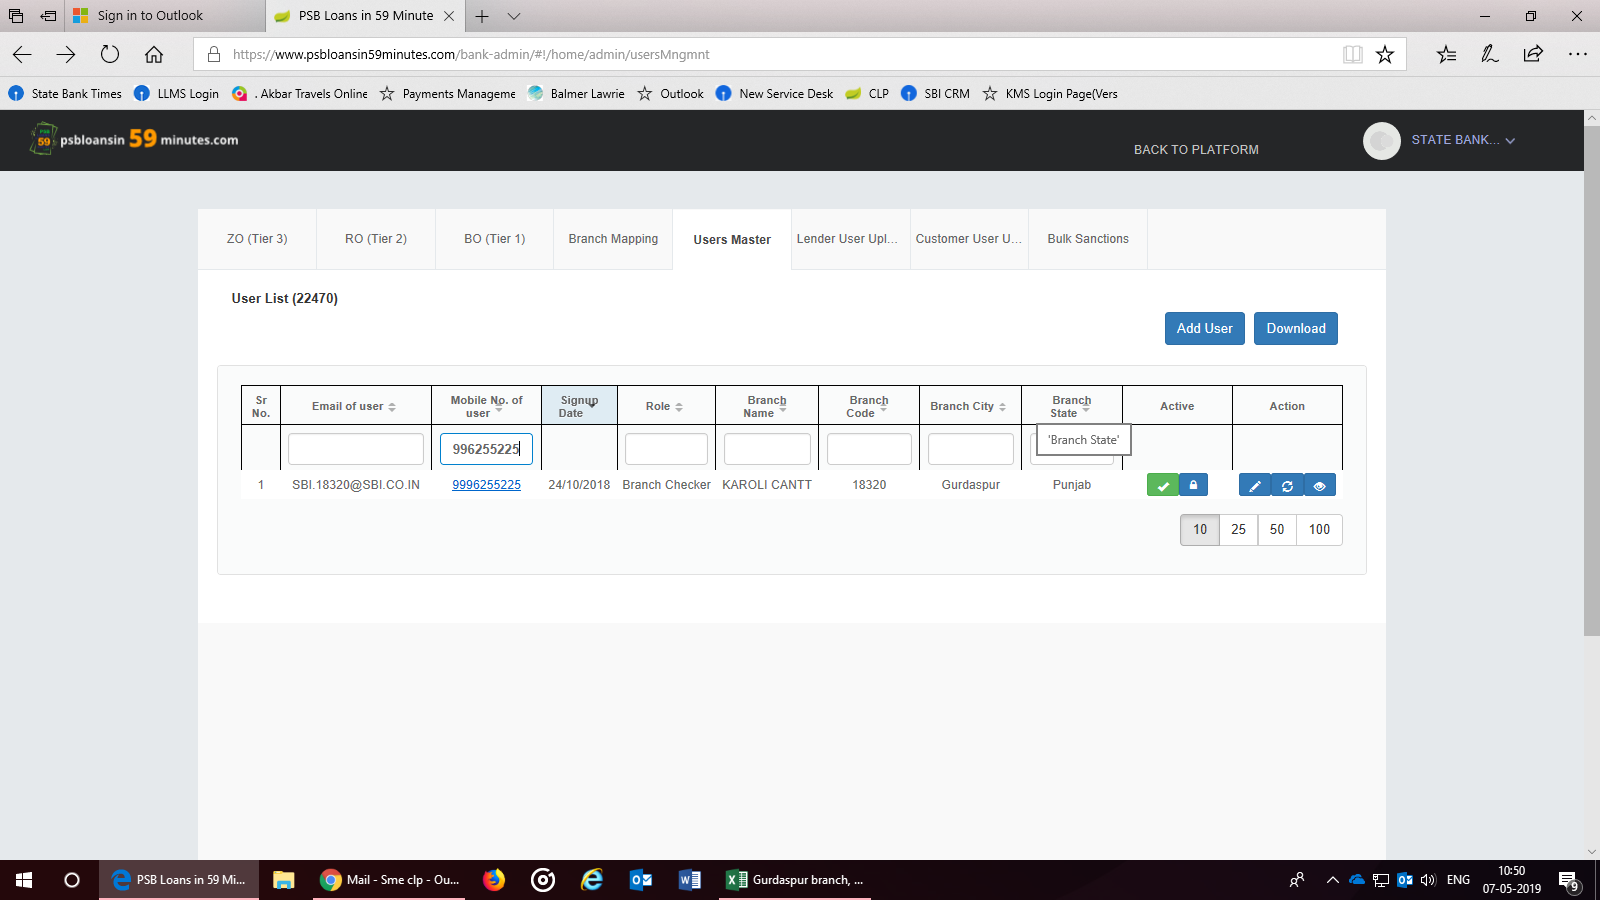 Sign in to Outlook
PSB Loans in 59 Minute
https://www.psbloansin59minutes.com/bank-admin/#!/home/admin/usersMngmnt
State Bank Times
LLMS Login
. Akbar Travels Online
Payments Manageme
Balmer Lawrie
Outlook
New Service Desk
CLP
SBI CRM
KMS Login Page(Vers
PSB 59 psbloansin 59 minutes.com
BACK TO PLATFORM
STATE BANK...
ZO (Tier 3)
RO (Tier 2)
BO (Tier 1)
Branch Mapping
Users Master
Lender User Upl...
Customer User U...
Bulk Sanctions
User List (22470)
Add User
Download
Sr No.
Email of user
Mobile No. of user
Signup Date
Role
Branch Name
Branch Code
Branch City
Branch State
Active
Action
996255225
'Branch State'
1
SBI.18320@SBI.CO.IN
9996255225
24/10/2018
Branch Checker
KAROLI CANTT
18320
Gurdaspur
Punjab
10
25
50
100
PSB Loans in 59 Mi...
Mail - Sme clp - Ou...
Gurdaspur branch, ...
ENG
10:50
07-05-2019
9